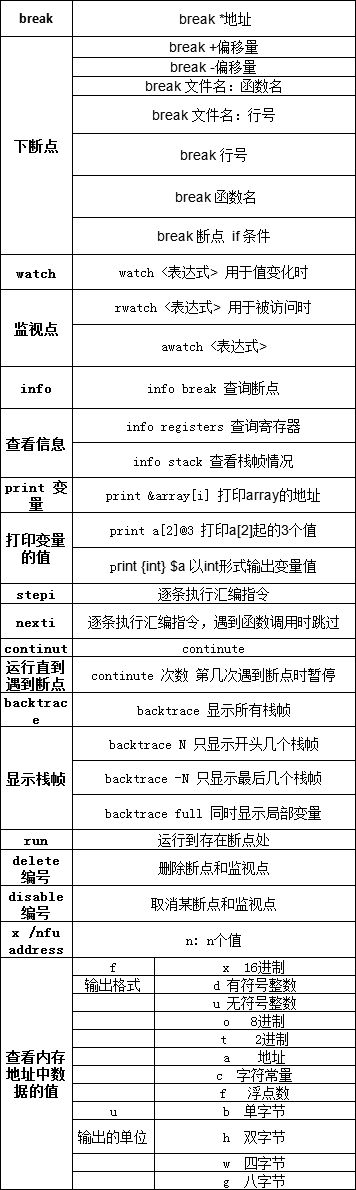 break break *地址
下断点
break +偏移量
break -偏移量
break 文件名：函数名
break 文件名：行号
break 行号
break 函数名
break 断点 if 条件
watch watch <表达式> 用于值变化时
监视点
rwatch <表达式> 用于被访问时
awatch <表达式>
info info break 查询断点
查看信息
info registers 查询寄存器
info stack 查看栈帧情况
print 变
量
print &array[i] 打印array的地址
打印变量
的值
print a[2]@3 打印a[2]起的3个值
print {int} $a 以int形式输出变量值
stepi 逐条执行汇编指令
nexti 逐条执行汇编指令，遇到函数调用时跳过
continut continute
运行直到
遇到断点
continute 次数 第几次遇到断点时暂停
backtrac
e
backtrace 显示所有栈帧
显示栈帧
backtrace N 只显示开头几个栈帧
backtrace -N 只显示最后几个栈帧
backtrace full 同时显示局部变量
run 运行到存在断点处
delete
编号
删除断点和监视点
disable
编号
取消某断点和监视点
x /nfu
address
n: n个值
查看内存
地址中数
据的值
f x 16进制
输出格式 d 有符号整数
u 无符号整数
o 8进制
t 2进制
a 地址
c 字符常量
f 浮点数
u b 单字节
输出的单位 h 双字节
w 四字节
g 八字节